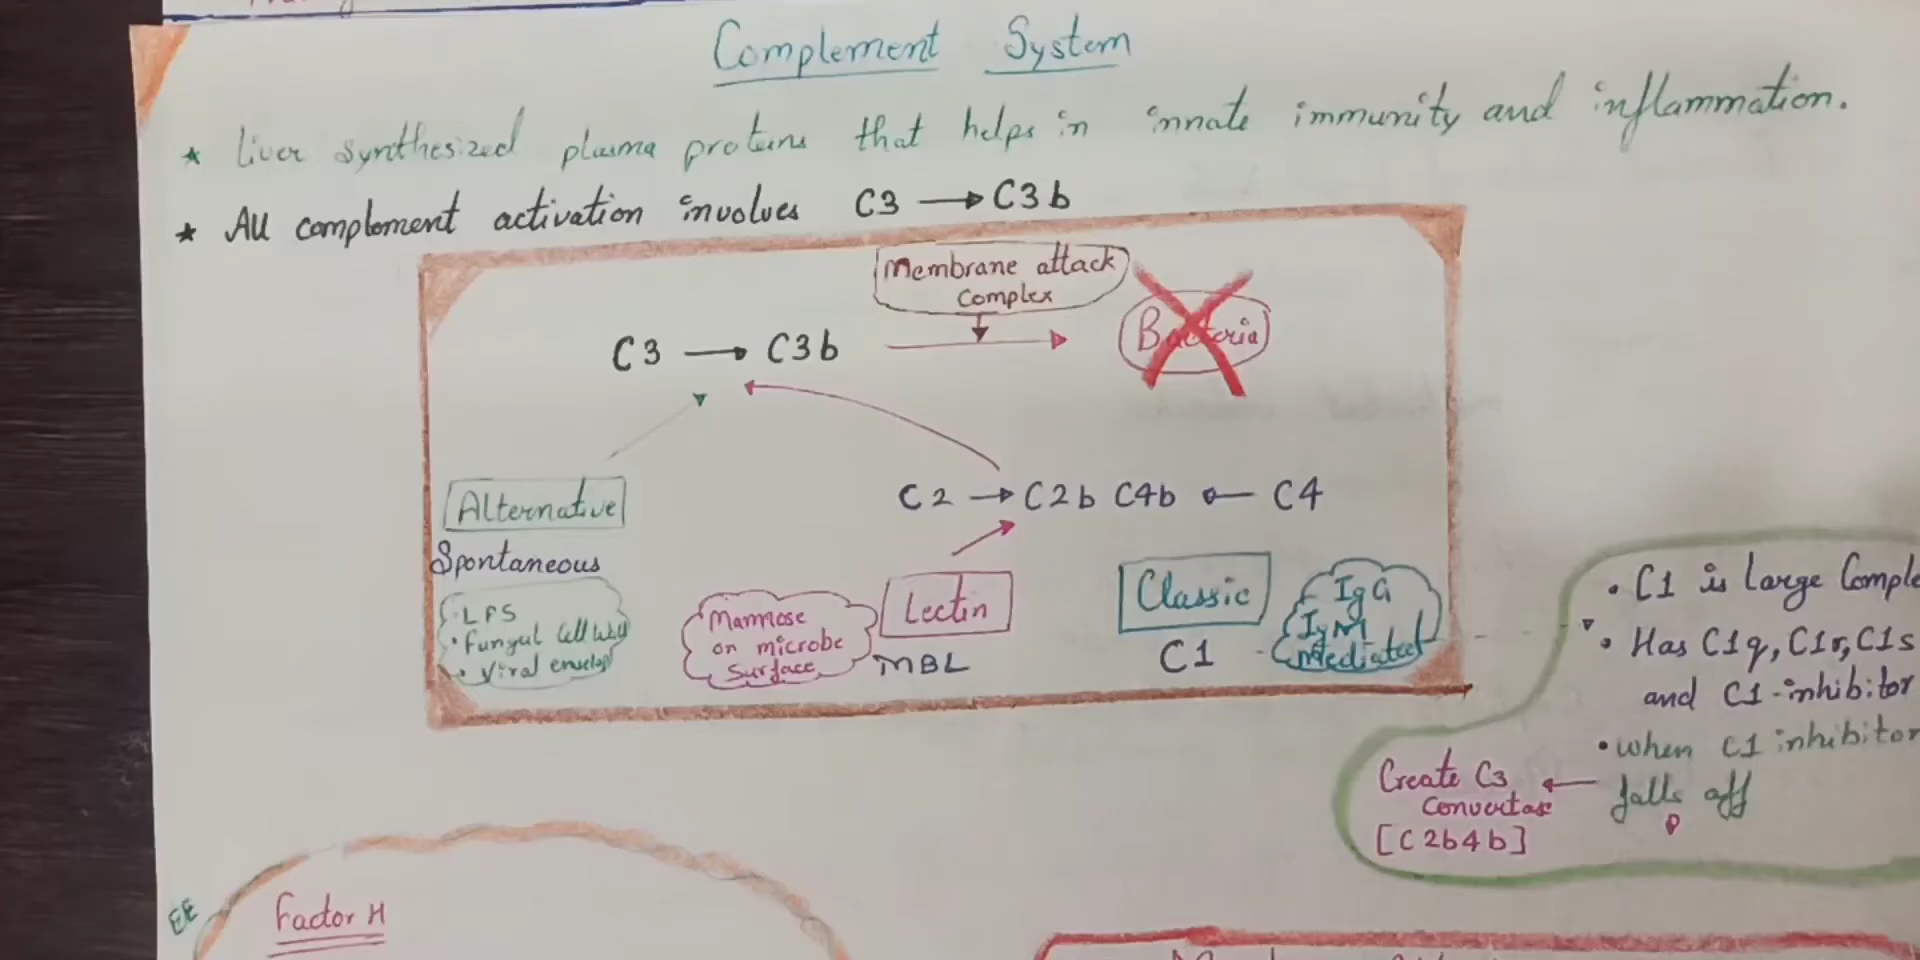 Complement System
★ Liver synthesized plasma proteins that helps in innate immunity and inflammation.
★ All complement activation involves C3 → C3b
Membrane attack
Complex
C3 → C3b
Bacteria
C2 → C2b C4b ← C4
Alternative
Spontaneous
• LPS
• Fungal Cell Wall
• Viral envelop
Mannose
on microbe
Surface
Lectin
MBL
Classic
C1
IgG
IgM
mediated
• C1 is large Comple
• Has C1q, C1r, C1s
and C1-inhibitor
• when C1 inhibitor
falls off
Create C3 ←
Convertase
[C2b4b]
EE
Factor H